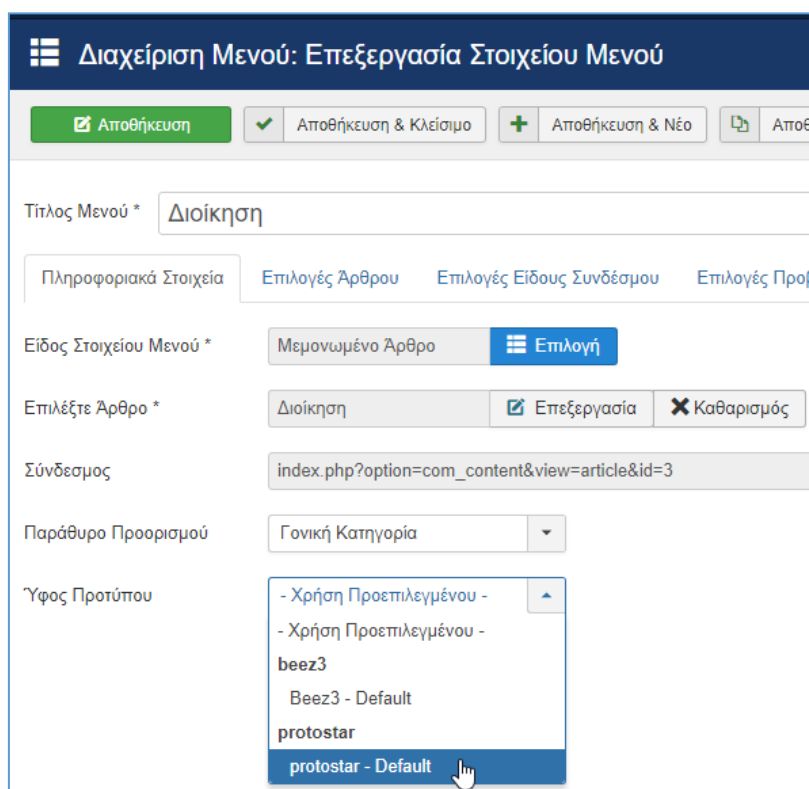 Διαχείριση Μενού: Επεξεργασία Στοιχείου Μενού
Αποθήκευση Αποθήκευση & Κλείσιμο Αποθήκευση & Νέο
Τίτλος Μενού * Διοίκηση
Πληροφοριακά Στοιχεία Επιλογές Άρθρου Επιλογές Είδους Συνδέσμου Επιλογές
Είδος Στοιχείου Μενού * Μεμονωμένο Άρθρο Επιλογή
Επιλέξτε Άρθρο * Διοίκηση Επεξεργασία Καθαρισμός
Σύνδεσμος index.php?option=com_content&view=article&id=3
Παράθυρο Προορισμού Γονική Κατηγορία
Ύφος Προτύπου - Χρήση Προεπιλεγμένου -
- Χρήση Προεπιλεγμένου -
beez3
Beez3 - Default
protostar
protostar - Default